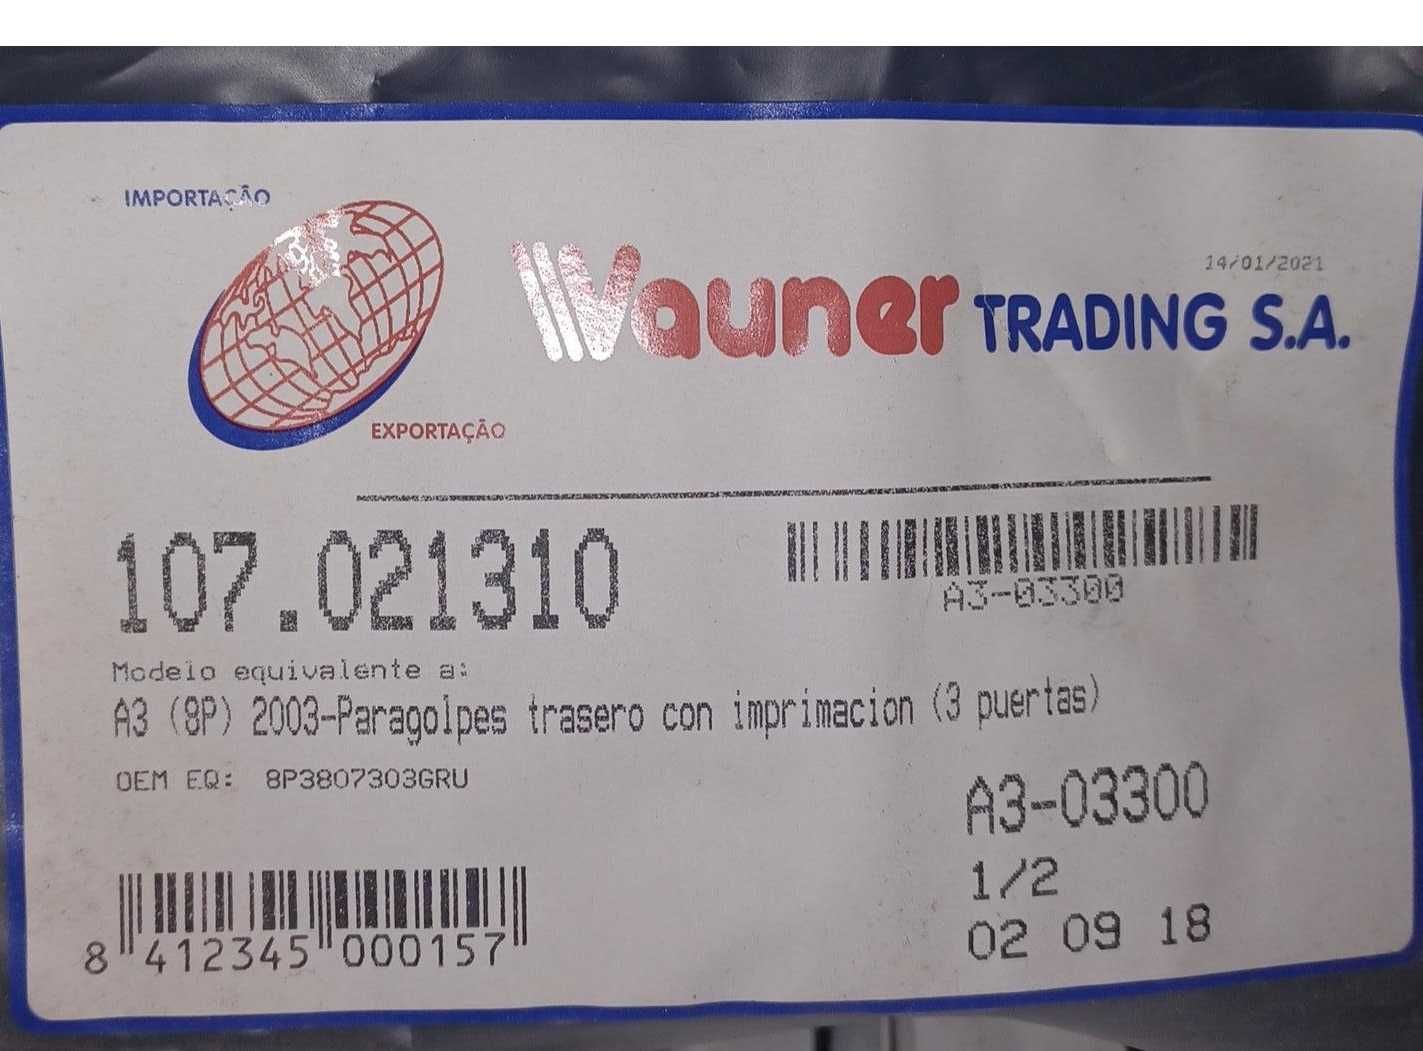 IMPORTAÇÃO
EXPORTAÇÃO
Wauner TRADING S.A.
14/01/2021
107.021310
A3-03300
Modelo equivalente a:
A3 (8P) 2003-Paragolpes trasero con imprimacion (3 puertas)
OEM EQ: 8P3807303GRU
A3-03300
1/2
02 09 18
8 412345 000157